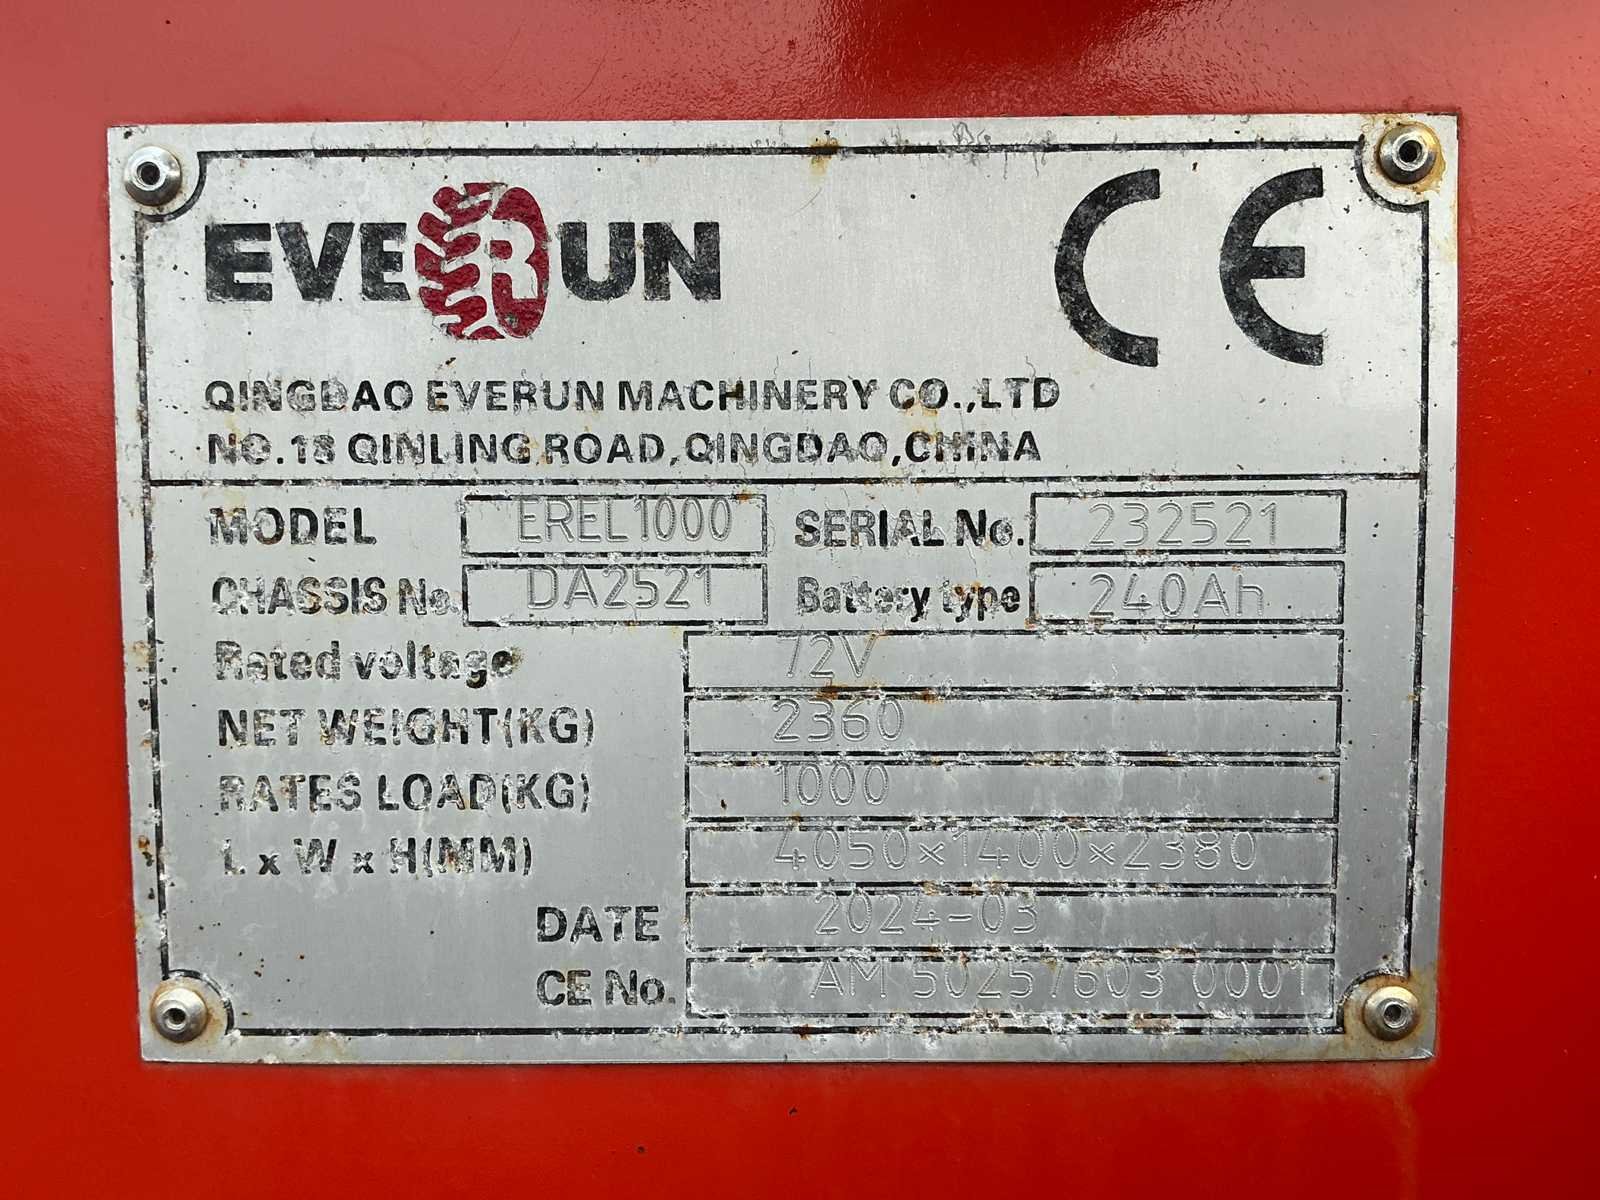 EVERUN CE
QINGDAO EVERUN MACHINERY CO.,LTD
NO.18 QINLING ROAD,QINGDAO,CHINA
MODEL EREL1000 SERIAL No. 232521
CHASSIS No. DA2521 Battery type 240Ah
Rated voltage 72V
NET WEIGHT(KG) 2360
RATES LOAD(KG) 1000
L x W x H(MM) 4050×1400×2380
DATE 2024-03
CE No. AM 50257603 0001